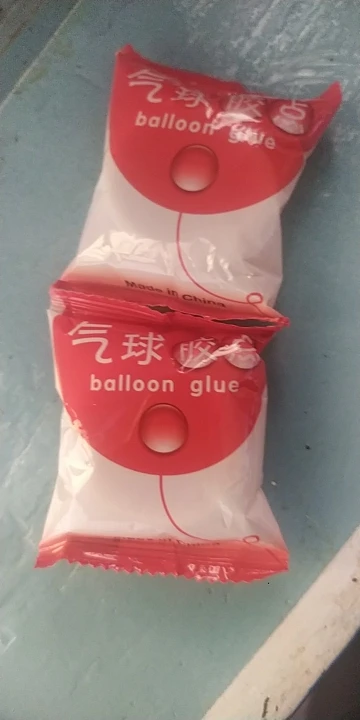 气球胶点
balloon glue
Made in China
气球胶点
balloon glue